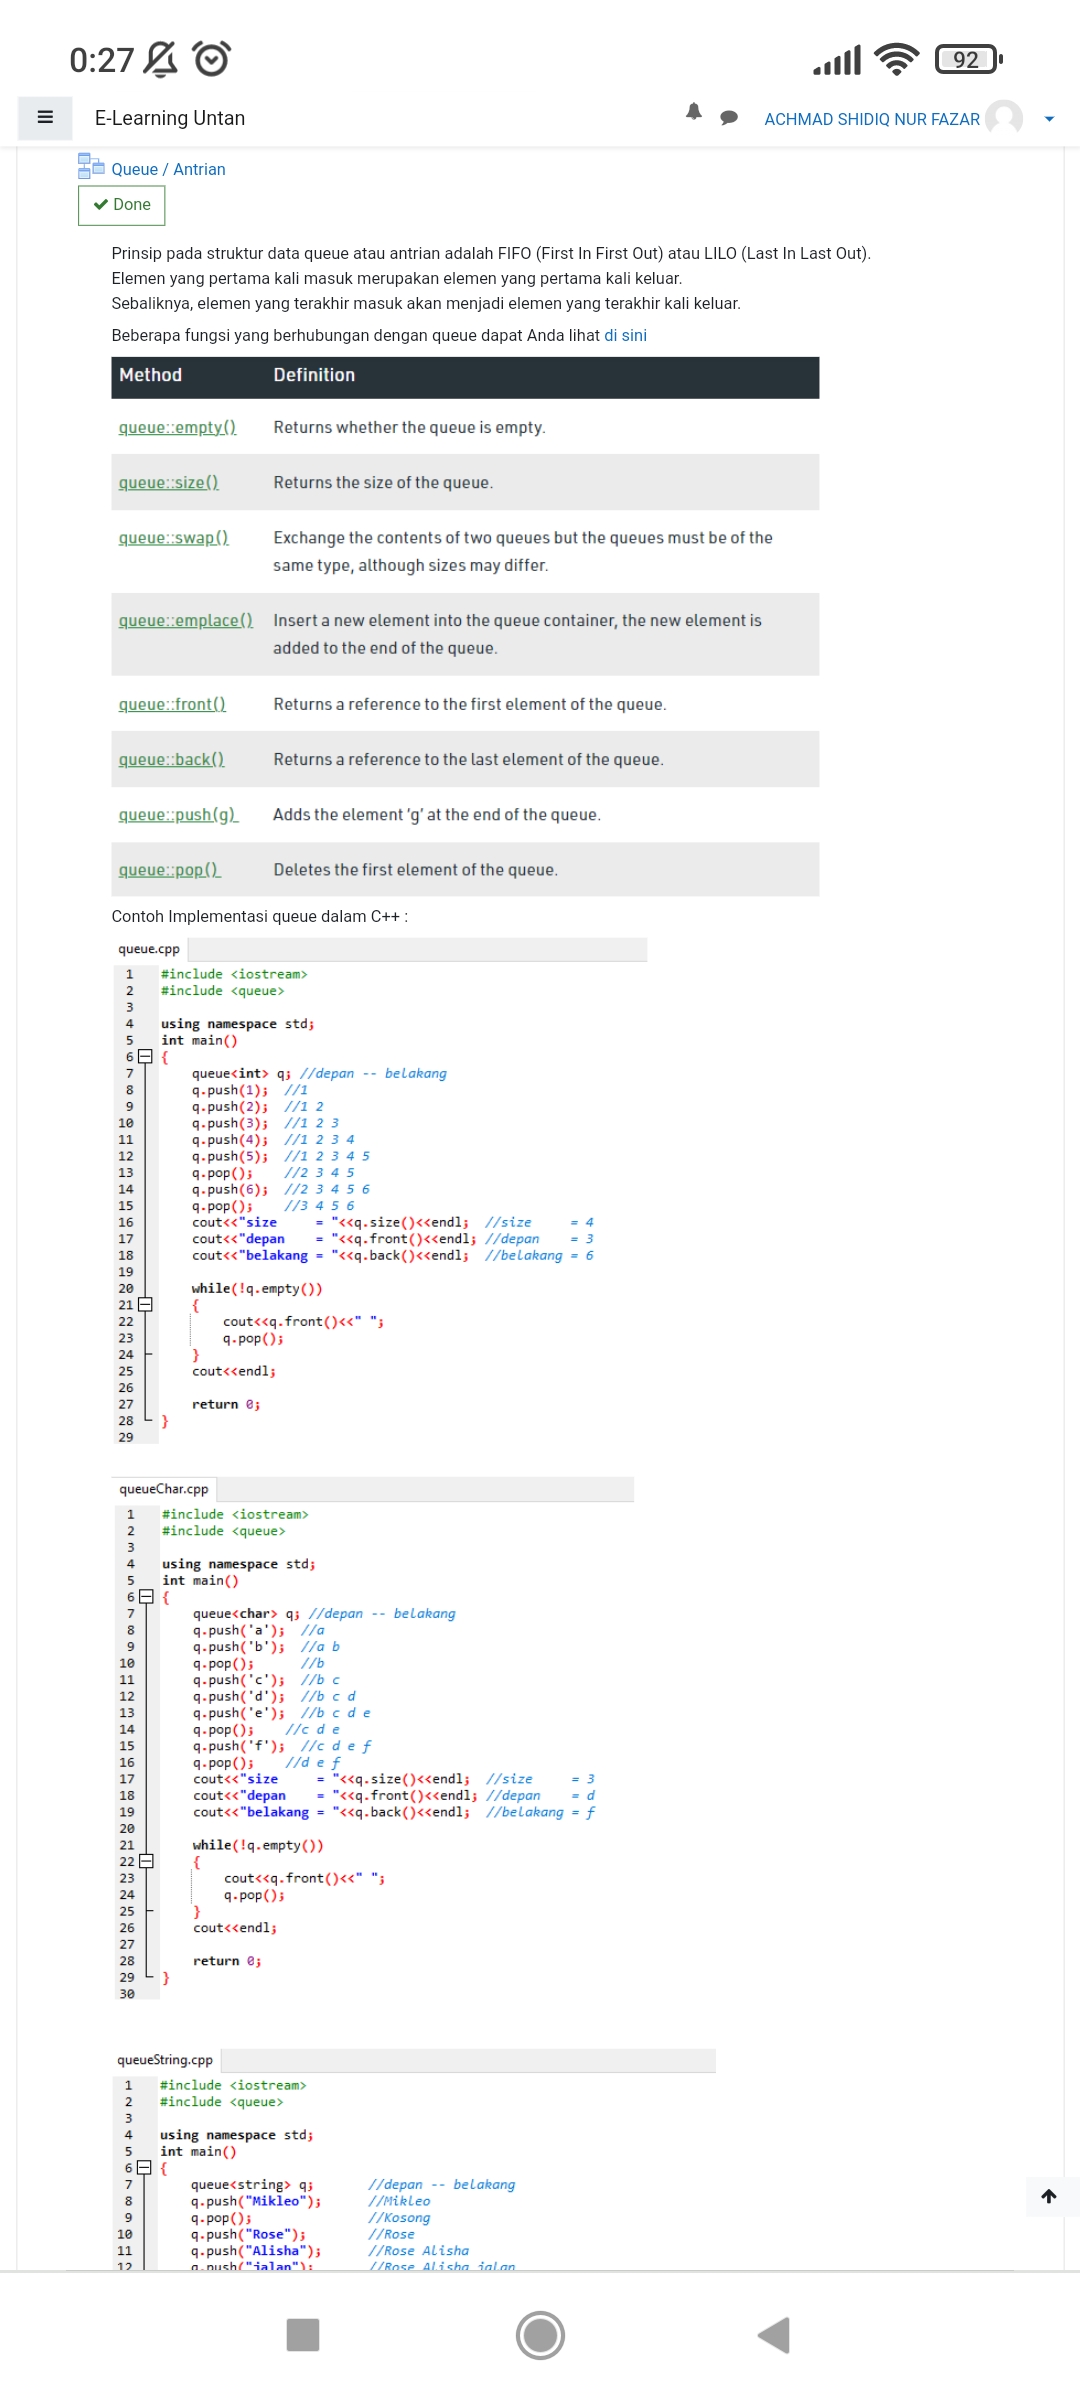 0:27
92
E-Learning Untan
ACHMAD SHIDIQ NUR FAZAR
Queue / Antrian
Done
Prinsip pada struktur data queue atau antrian adalah FIFO (First In First Out) atau LILO (Last In Last Out).
Elemen yang pertama kali masuk merupakan elemen yang pertama kali keluar.
Sebaliknya, elemen yang terakhir masuk akan menjadi elemen yang terakhir kali keluar.
Beberapa fungsi yang berhubungan dengan queue dapat Anda lihat di sini
Method Definition
queue::empty() Returns whether the queue is empty.
queue::size() Returns the size of the queue.
queue::swap() Exchange the contents of two queues but the queues must be of the
same type, although sizes may differ.
queue::emplace() Insert a new element into the queue container, the new element is
added to the end of the queue.
queue::front() Returns a reference to the first element of the queue.
queue::back() Returns a reference to the last element of the queue.
queue::push(g) Adds the element ‘g’ at the end of the queue.
queue::pop() Deletes the first element of the queue.
Contoh Implementasi queue dalam C++ :
queue.cpp
1 #include <iostream>
2 #include <queue>
3
4 using namespace std;
5 int main()
6 {
7 queue<int> q; //depan -- belakang
8 q.push(1); //1
9 q.push(2); //1 2
10 q.push(3); //1 2 3
11 q.push(4); //1 2 3 4
12 q.push(5); //1 2 3 4 5
13 q.pop(); //2 3 4 5
14 q.push(6); //2 3 4 5 6
15 q.pop(); //3 4 5 6
16 cout<<"size = "<<q.size()<<endl; //size = 4
17 cout<<"depan = "<<q.front()<<endl; //depan = 3
18 cout<<"belakang = "<<q.back()<<endl; //belakang = 6
19
20 while(!q.empty())
21 {
22 cout<<q.front()<<" ";
23 q.pop();
24 }
25 cout<<endl;
26
27 return 0;
28 }
29
queueChar.cpp
1 #include <iostream>
2 #include <queue>
3
4 using namespace std;
5 int main()
6 {
7 queue<char> q; //depan -- belakang
8 q.push('a'); //a
9 q.push('b'); //a b
10 q.pop(); //b
11 q.push('c'); //b c
12 q.push('d'); //b c d
13 q.push('e'); //b c d e
14 q.pop(); //c d e
15 q.push('f'); //c d e f
16 q.pop(); //d e f
17 cout<<"size = "<<q.size()<<endl; //size = 3
18 cout<<"depan = "<<q.front()<<endl; //depan = d
19 cout<<"belakang = "<<q.back()<<endl; //belakang = f
20
21 while(!q.empty())
22 {
23 cout<<q.front()<<" ";
24 q.pop();
25 }
26 cout<<endl;
27
28 return 0;
29 }
30
queueString.cpp
1 #include <iostream>
2 #include <queue>
3
4 using namespace std;
5 int main()
6 {
7 queue<string> q; //depan -- belakang
8 q.push("Mikleo"); //Mikleo
9 q.pop(); //Kosong
10 q.push("Rose"); //Rose
11 q.push("Alisha"); //Rose Alisha
12 q.push("jalan"); //Rose Alisha jalan